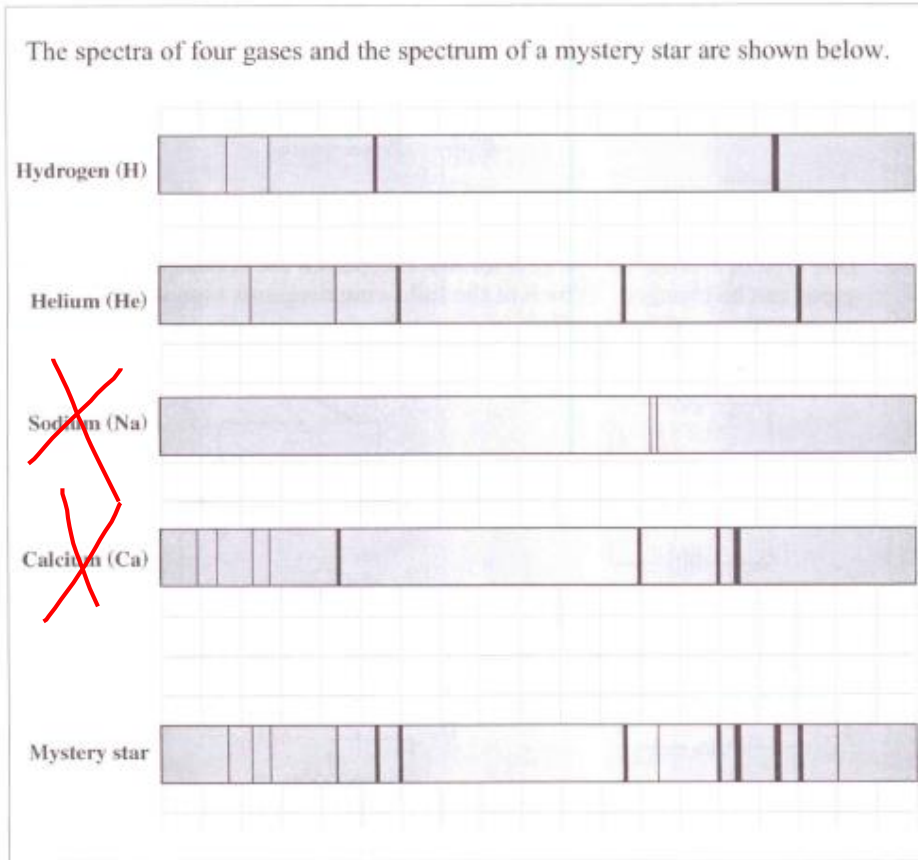 The spectra of four gases and the spectrum of a mystery star are shown below.
Hydrogen (H)
Helium (He)
Sodium (Na)
Calcium (Ca)
Mystery star